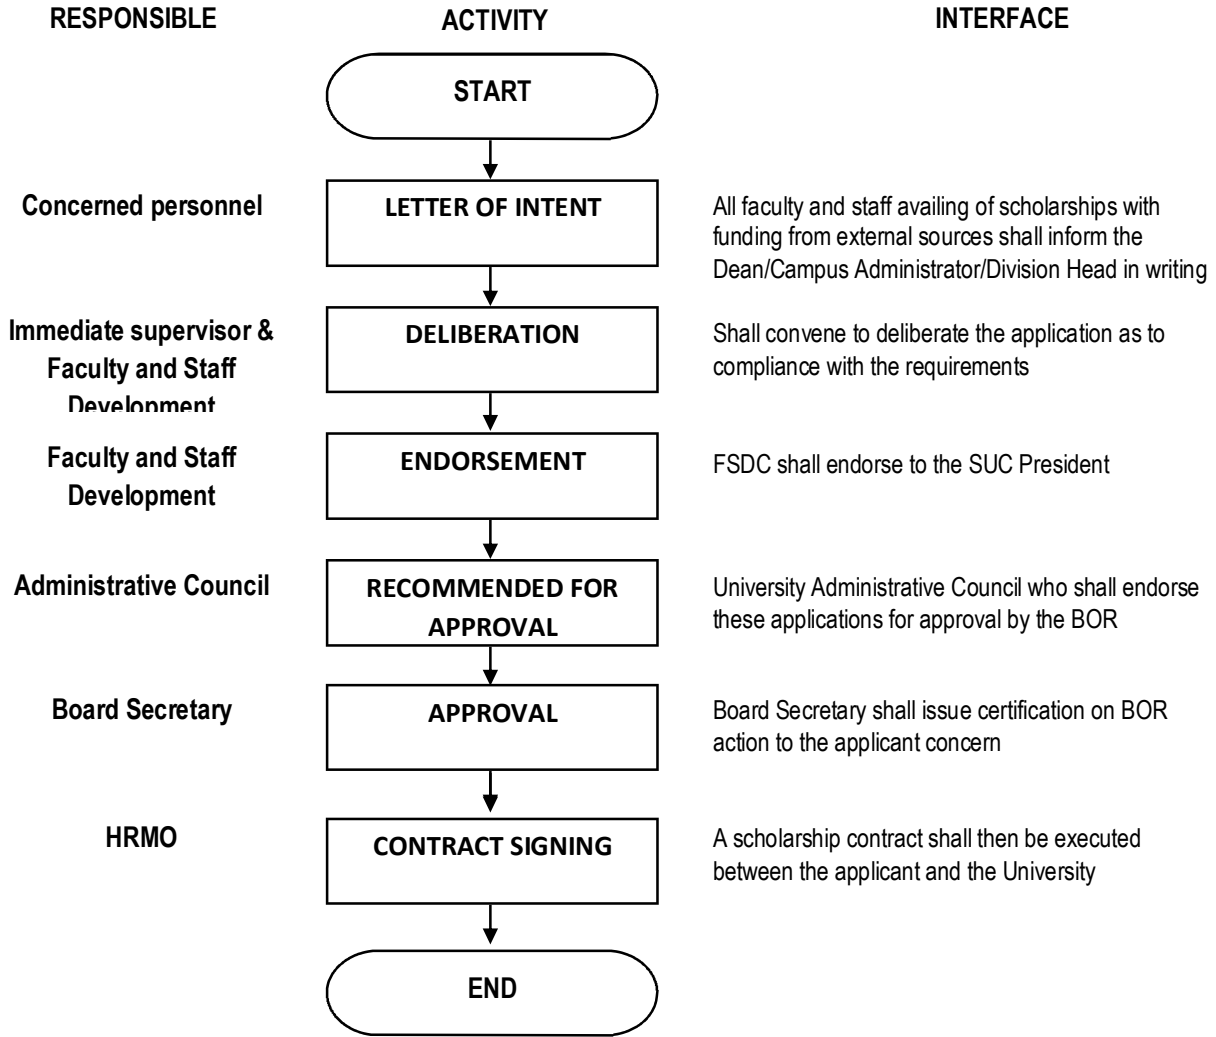 RESPONSIBLE ACTIVITY INTERFACE
START
Concerned personnel
LETTER OF INTENT
All faculty and staff availing of scholarships with
funding from external sources shall inform the
Dean/Campus Administrator/Division Head in writing
Immediate supervisor &
Faculty and Staff
Development
DELIBERATION
Shall convene to deliberate the application as to
compliance with the requirements
Faculty and Staff
Development
ENDORSEMENT
FSDC shall endorse to the SUC President
Administrative Council
RECOMMENDED FOR
APPROVAL
University Administrative Council who shall endorse
these applications for approval by the BOR
Board Secretary
APPROVAL
Board Secretary shall issue certification on BOR
action to the applicant concern
HRMO
CONTRACT SIGNING
A scholarship contract shall then be executed
between the applicant and the University
END